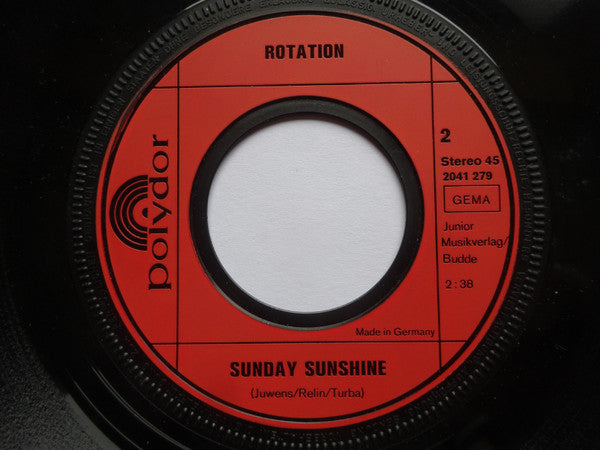 ROTATION
polydor
2
Stereo 45
2041 279
GEMA
Junior
Musikverlag/
Budde
2:38
Made in Germany
SUNDAY SUNSHINE
(Juwens/Relin/Turba)